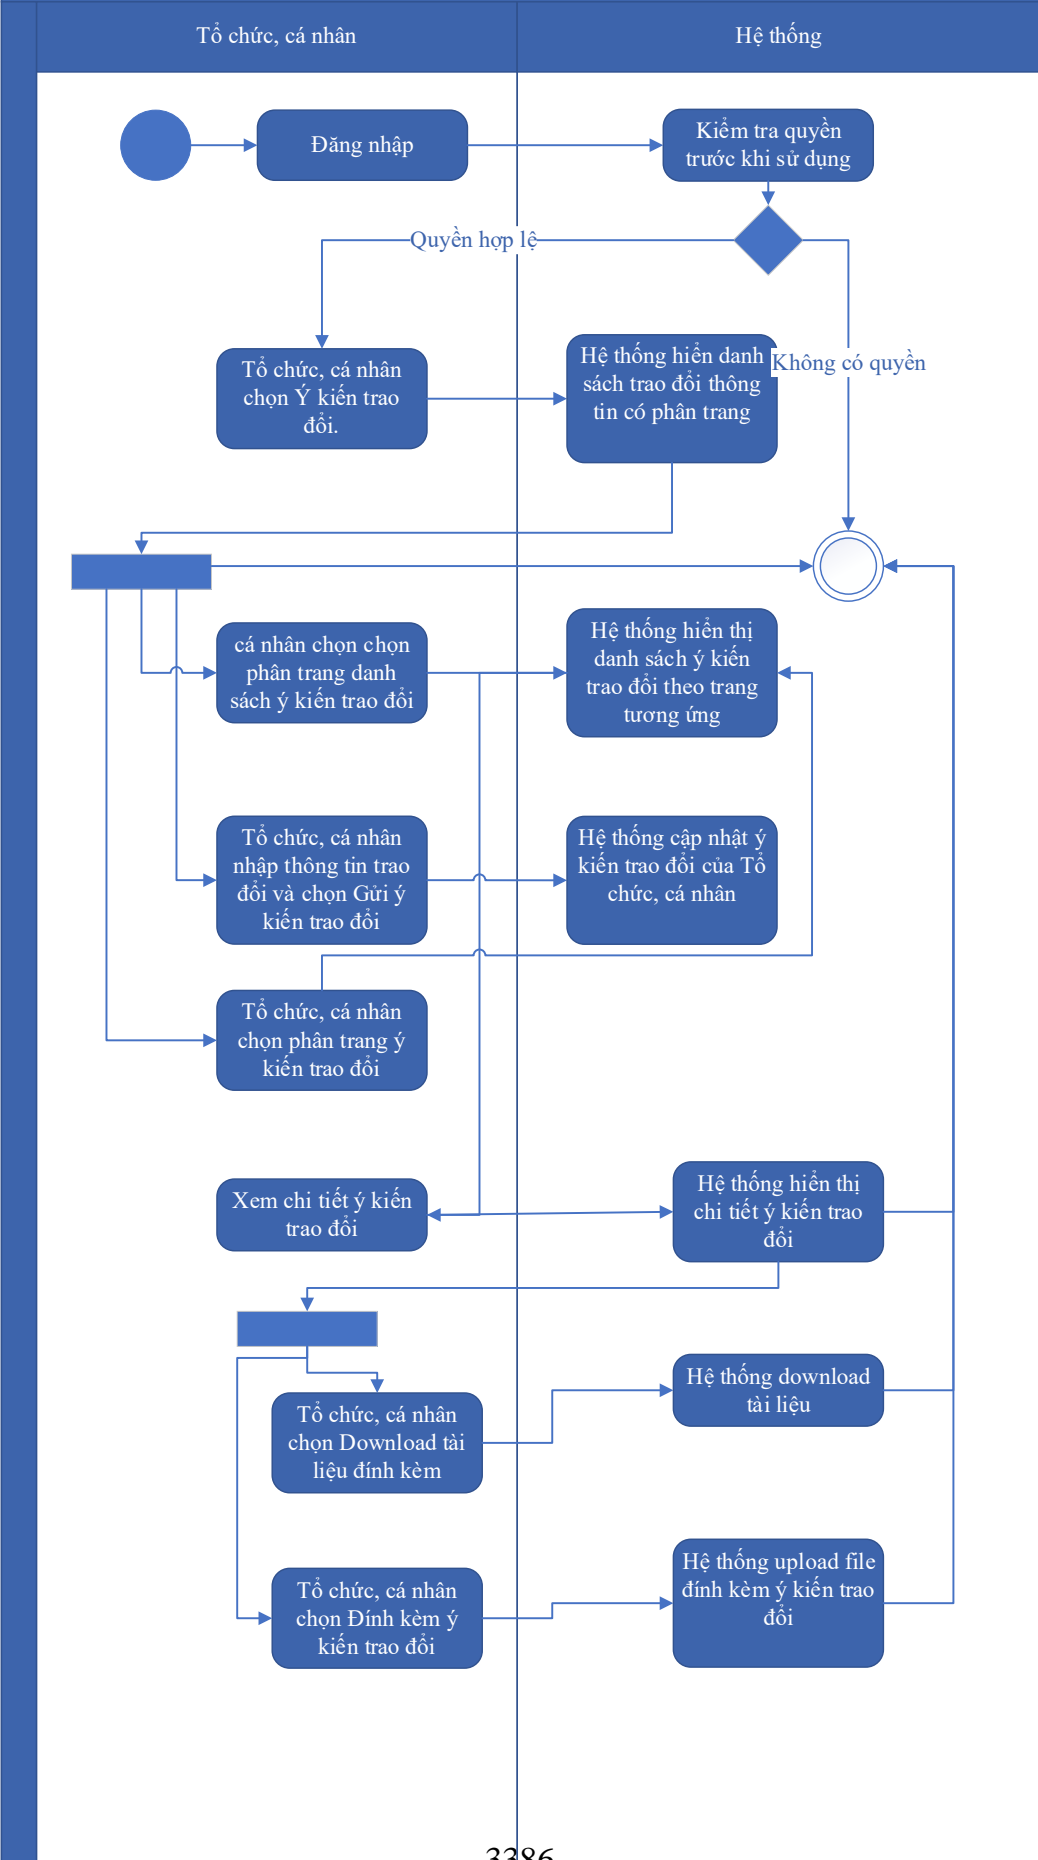 Tổ chức, cá nhân
Hệ thống
Đăng nhập
Kiểm tra quyền
trước khi sử dụng
Quyền hợp lệ
Tổ chức, cá nhân
chọn Ý kiến trao
đổi.
Hệ thống hiển danh
sách trao đổi thông
tin có phân trang
Không có quyền
cá nhân chọn chọn
phân trang danh
sách ý kiến trao đổi
Hệ thống hiển thị
danh sách ý kiến
trao đổi theo trang
tương ứng
Tổ chức, cá nhân
nhập thông tin trao
đổi và chọn Gửi ý
kiến trao đổi
Hệ thống cập nhật ý
kiến trao đổi của Tổ
chức, cá nhân
Tổ chức, cá nhân
chọn phân trang ý
kiến trao đổi
Xem chi tiết ý kiến
trao đổi
Hệ thống hiển thị
chi tiết ý kiến trao
đổi
Tổ chức, cá nhân
chọn Download tài
liệu đính kèm
Hệ thống download
tài liệu
Tổ chức, cá nhân
chọn Đính kèm ý
kiến trao đổi
Hệ thống upload file
đính kèm ý kiến trao
đổi
3386